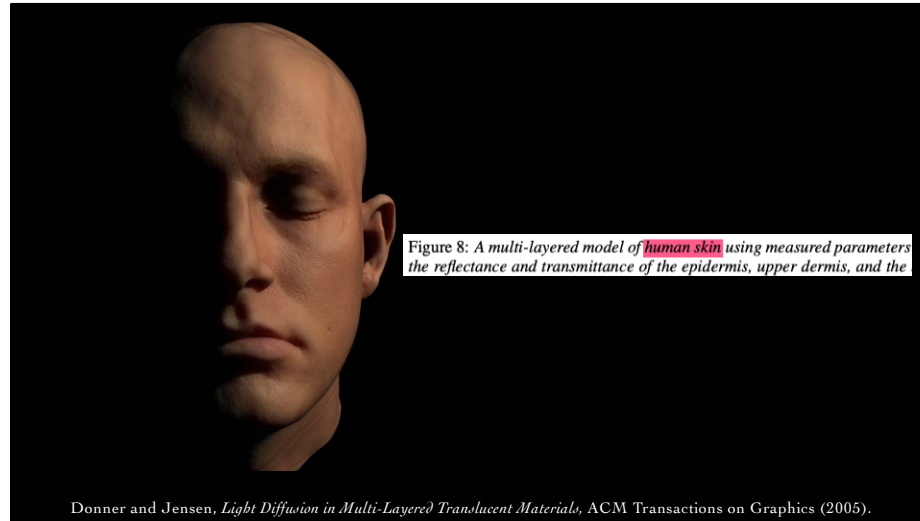 Figure 8: A multi-layered model of human skin using measured parameters
the reflectance and transmittance of the epidermis, upper dermis, and the
Donner and Jensen, Light Diffusion in Multi-Layered Translucent Materials, ACM Transactions on Graphics (2005).